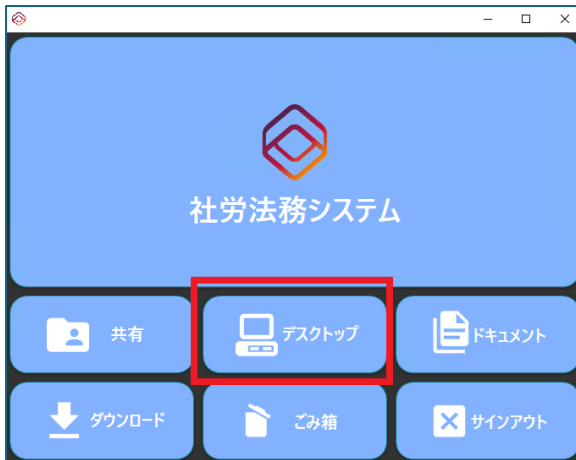 社労法務システム
共有
デスクトップ
ドキュメント
ダウンロード
ごみ箱
サインアウト